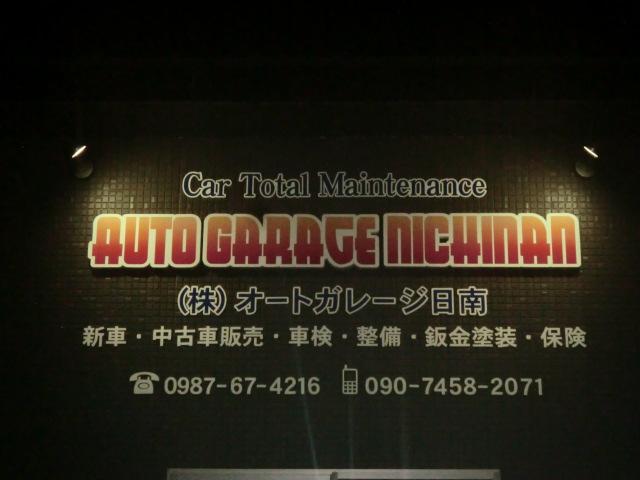 Car Total Maintenance
AUTO GARAGE NICHINAN
(株)オートガレージ日南
新車・中古車販売・車検・整備・鈑金塗装・保険
☎0987-67-4216 📱090-7458-2071